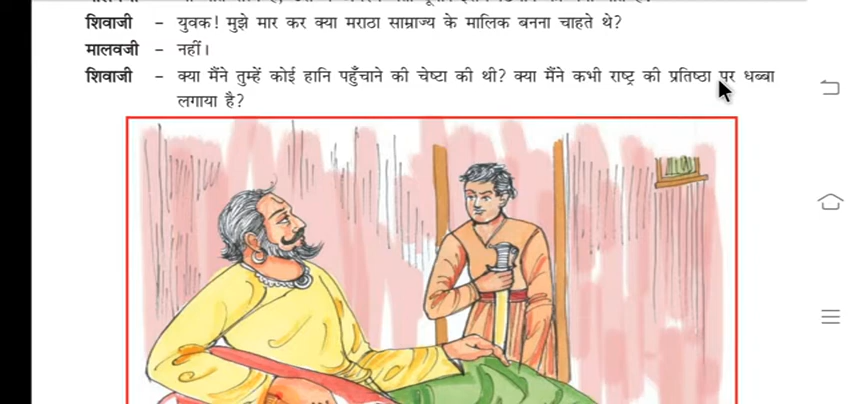 शिवाजी – युवक! मुझे मार कर क्या मराठा साम्राज्य के मालिक बनना चाहते थे?
मालवजी – नहीं।
शिवाजी – क्या मैंने तुम्हें कोई हानि पहुँचाने की चेष्टा की थी? क्या मैंने कभी राष्ट्र की प्रतिष्ठा पर धब्बा
लगाया है?